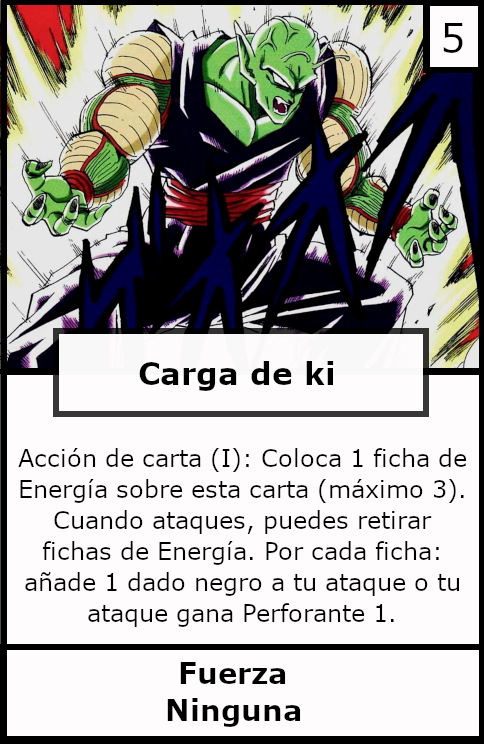 5
Carga de ki
Acción de carta (I): Coloca 1 ficha de
Energía sobre esta carta (máximo 3).
Cuando ataques, puedes retirar
fichas de Energía. Por cada ficha:
añade 1 dado negro a tu ataque o tu
ataque gana Perforante 1.
Fuerza
Ninguna